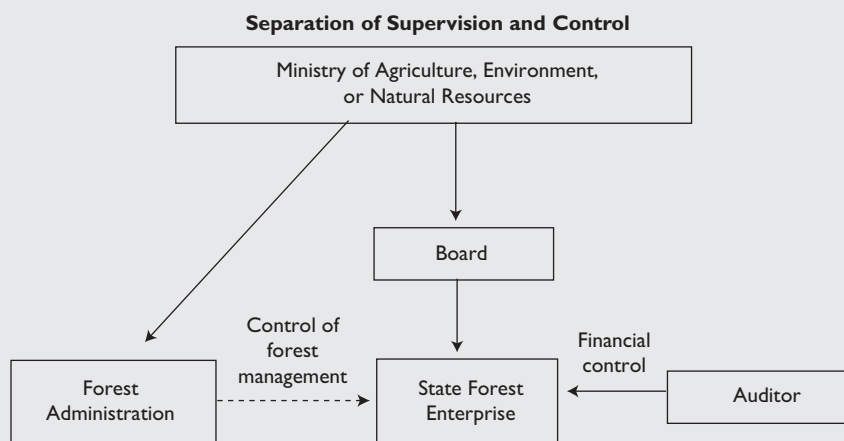 Separation of Supervision and Control
Ministry of Agriculture, Environment,
or Natural Resources
Board
Control of
forest
management
Financial
control
Forest
Administration
State Forest
Enterprise
Auditor